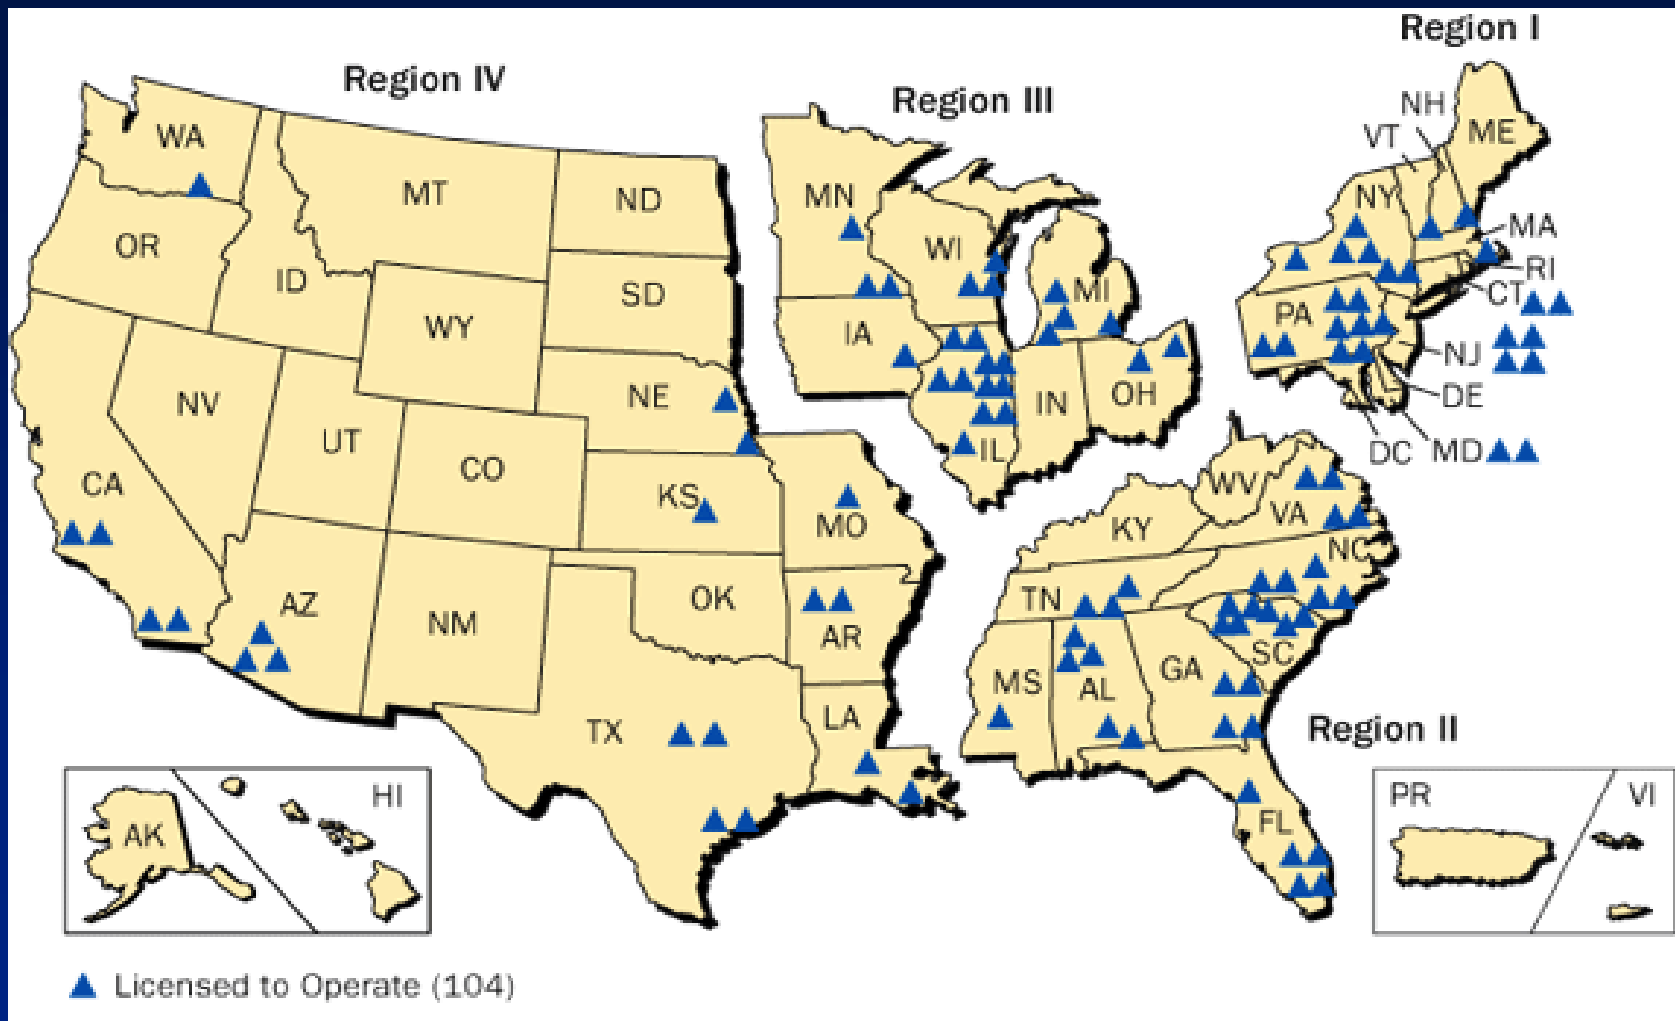 Region I
Region IV
Region III
NH
VT
ME
WA
MT
ND
MN
NY
MA
OR
WI
RI
ID
SD
MI
CT
WY
IA
PA
NJ
NV
NE
IN
OH
DE
UT
CO
IL
DC
MD
CA
KS
MO
WV
KY
VA
NC
AZ
NM
OK
AR
TN
SC
MS
AL
GA
TX
LA
Region II
HI
AK
FL
PR
VI
Licensed to Operate (104)